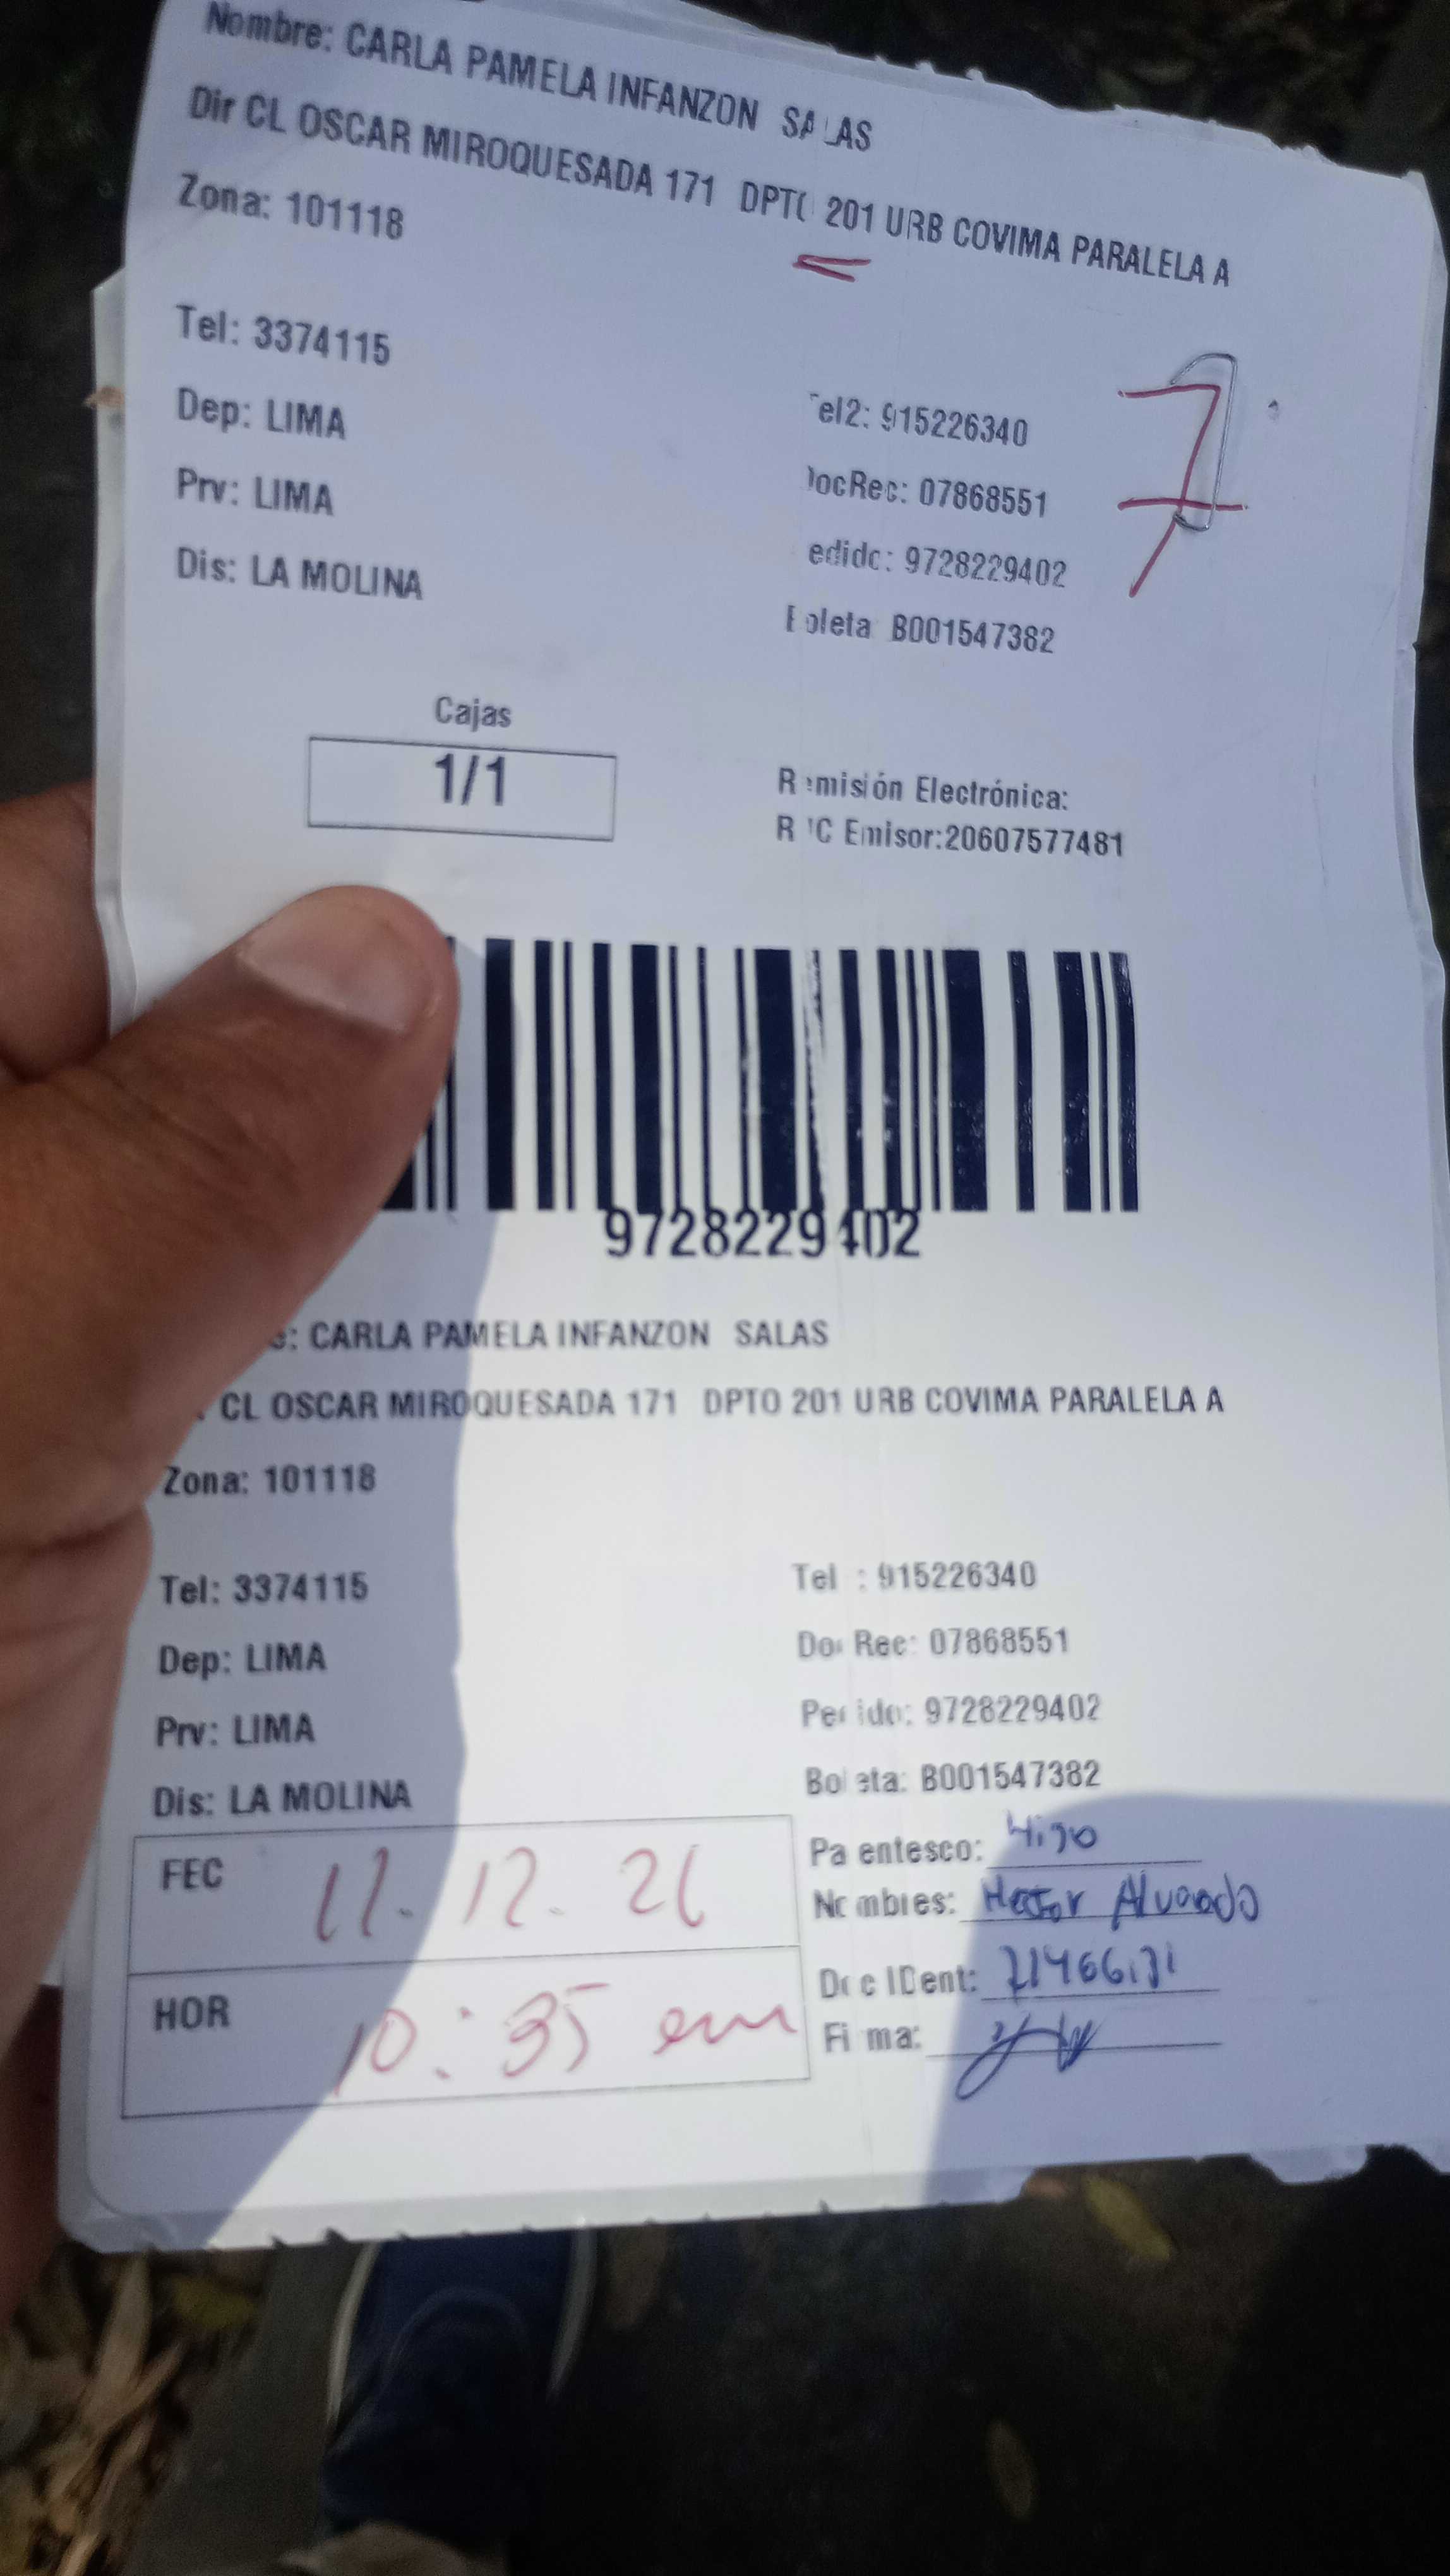 Nombre: CARLA PAMELA INFANZON SALAS
Dir CL OSCAR MIROQUESADA 171 DPTO 201 URB COVIMA PARALELA A
Zona: 101118
Tel: 3374115
Tel2: 915226340
Dep: LIMA
DocRec: 07868551
Prv: LIMA
Pedido: 9728229402
Dis: LA MOLINA
Boleta B001547382
7
Cajas
1/1
Remisión Electrónica:
RUC Emisor:20607577481
9728229402
e: CARLA PAMELA INFANZON SALAS
CL OSCAR MIROQUESADA 171 DPTO 201 URB COVIMA PARALELA A
Zona: 101118
Tel: 3374115
Tel : 915226340
Dep: LIMA
Doc Rec: 07868551
Prv: LIMA
Pedido: 9728229402
Dis: LA MOLINA
Boleta: B001547382
FEC
Parentesco: Hijo
Nombres: Hector Alvarado
HOR 10:35 am
Doc IDent:
Firma: